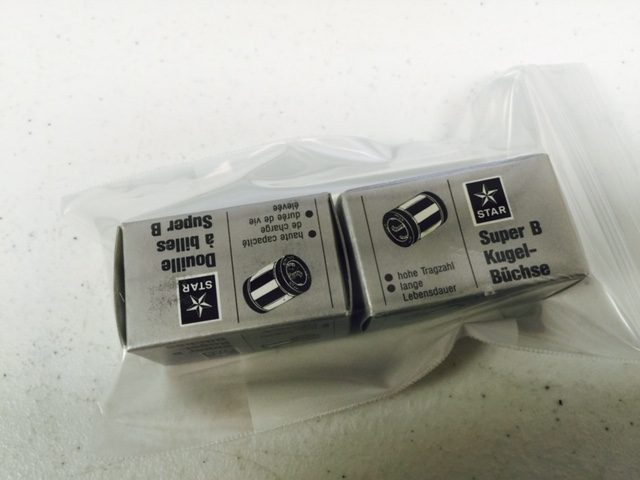 STAR
Super B
Kugel-
Büchse
hohe Tragzahl
lange
Lebensdauer
STAR
Douille
à billes
Super B
haute capacité
de charge
durée de vie
élevée